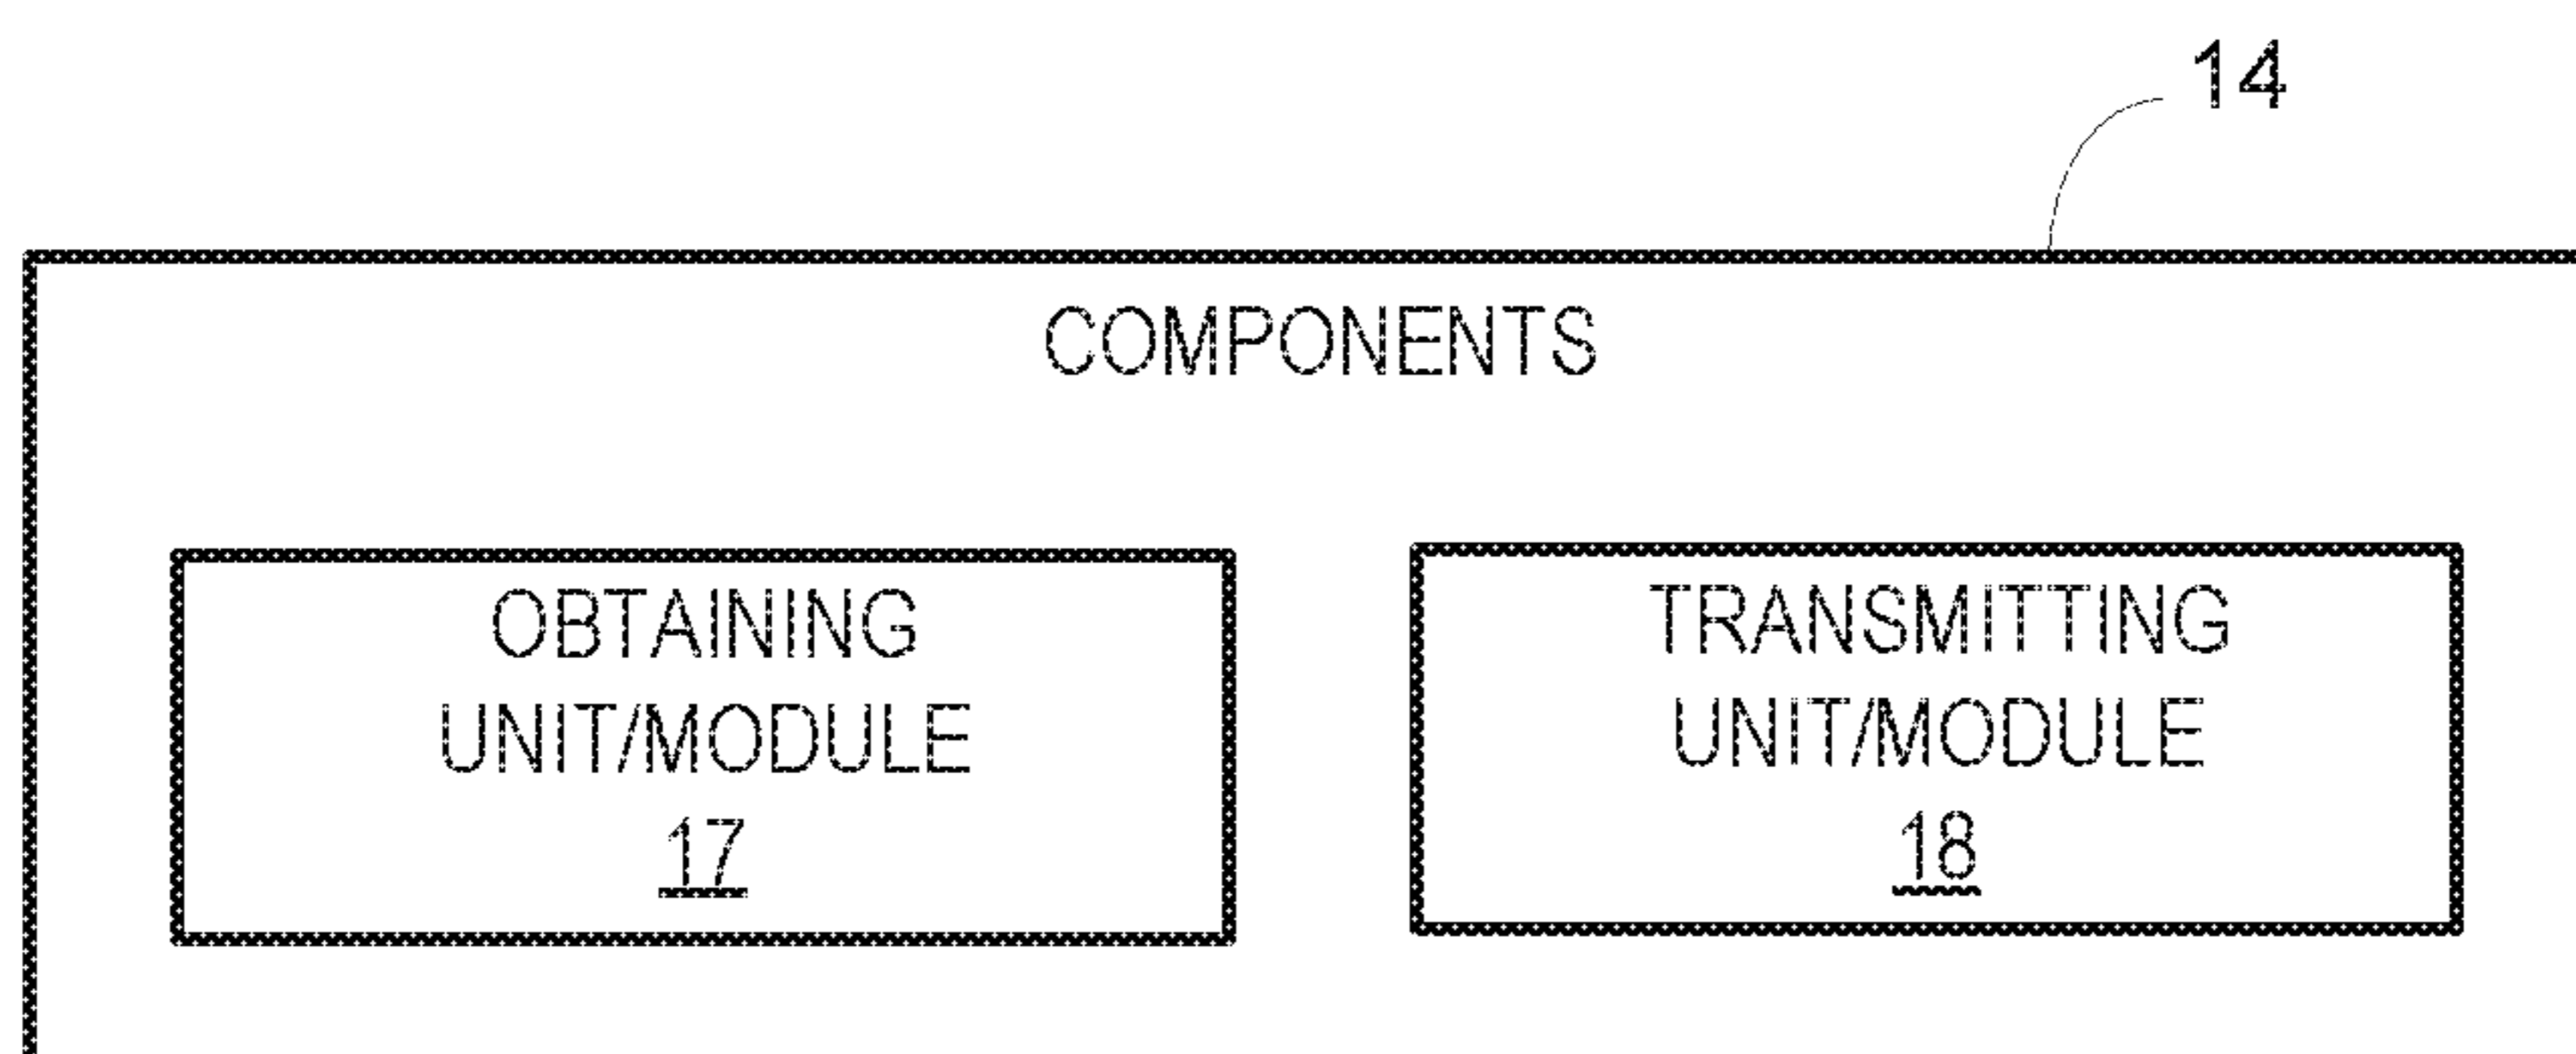 14
COMPONENTS
OBTAINING
UNIT/MODULE
17
TRANSMITTING
UNIT/MODULE
18